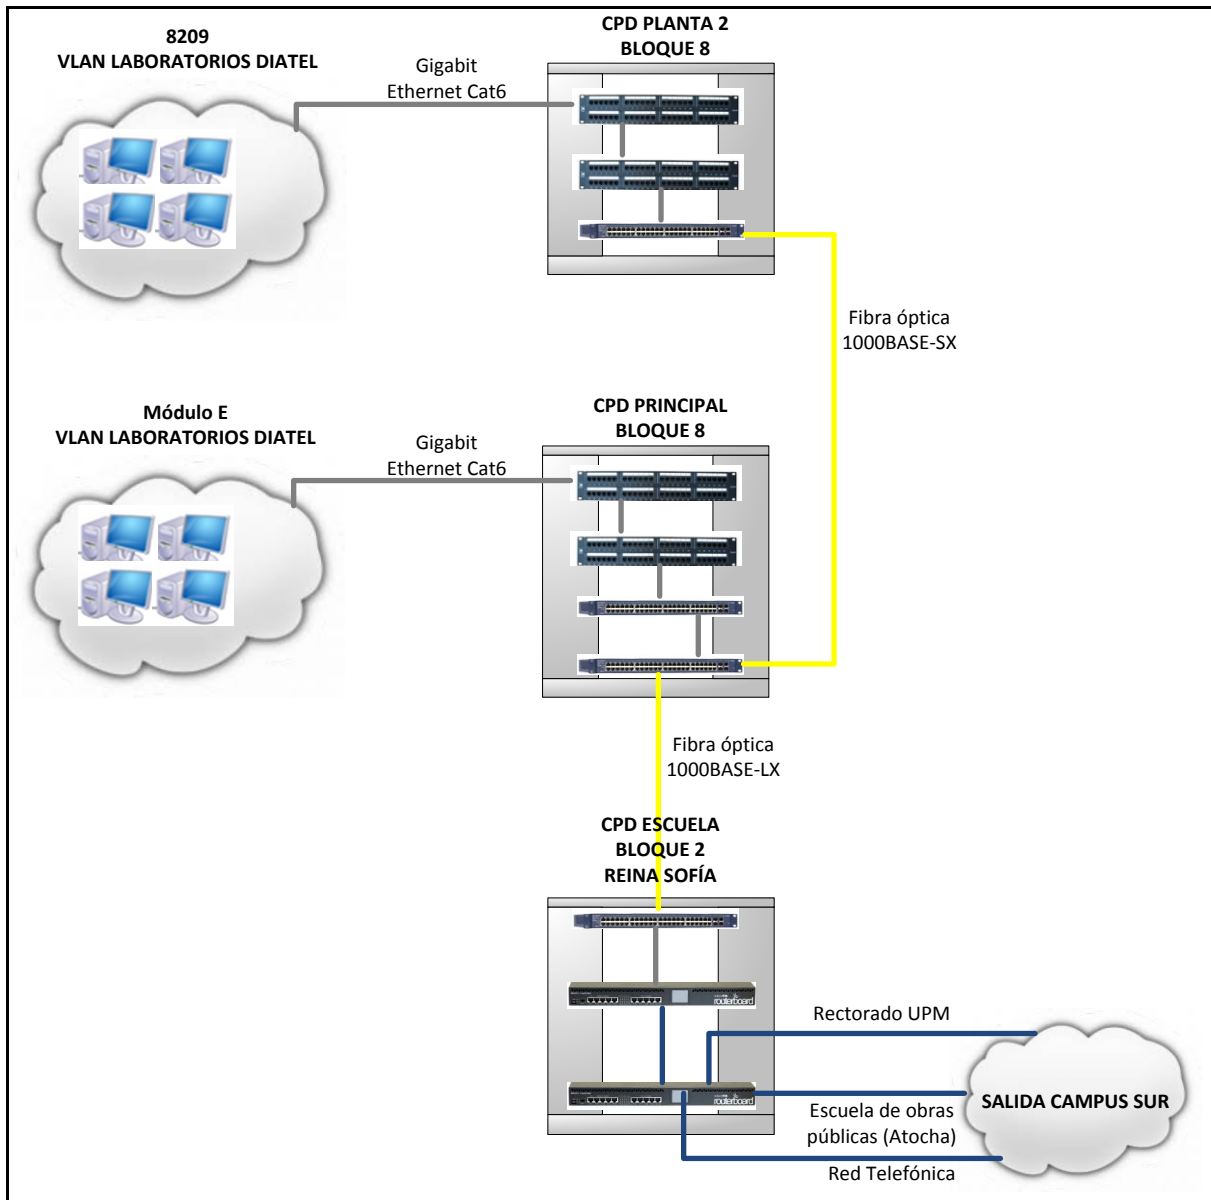 8209
VLAN LABORATORIOS DIATEL
Gigabit
Ethernet Cat6
CPD PLANTA 2
BLOQUE 8
Fibra óptica
1000BASE-SX
Módulo E
VLAN LABORATORIOS DIATEL
Gigabit
Ethernet Cat6
CPD PRINCIPAL
BLOQUE 8
Fibra óptica
1000BASE-LX
CPD ESCUELA
BLOQUE 2
REINA SOFÍA
routerboard
Rectorado UPM
routerboard
Escuela de obras
públicas (Atocha)
Red Telefónica
SALIDA CAMPUS SUR